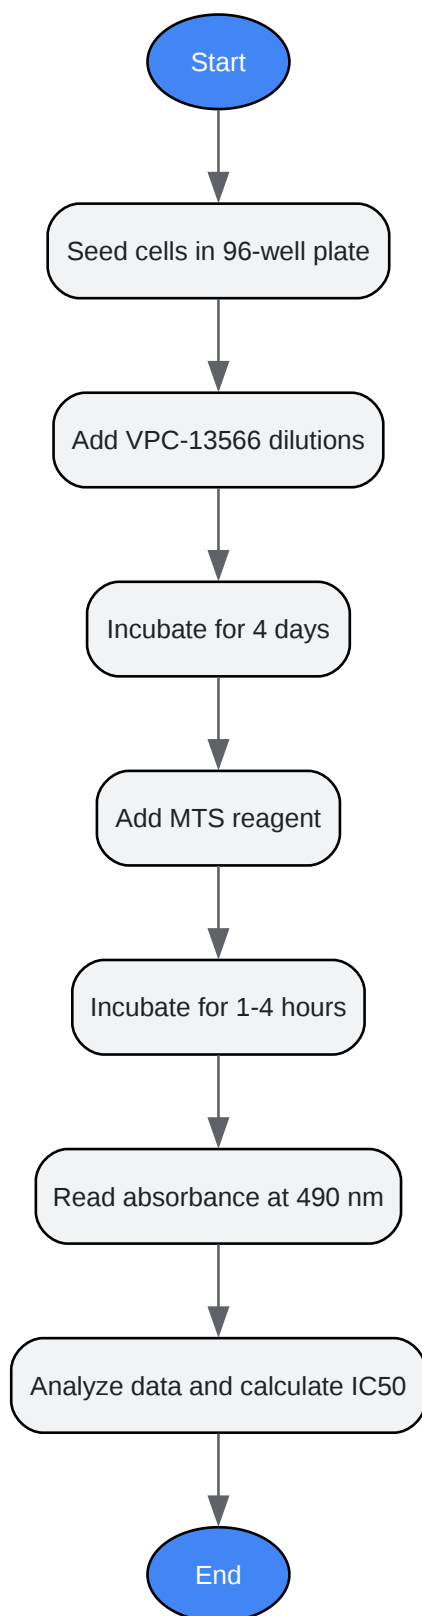 Start
Seed cells in 96-well plate
Add VPC-13566 dilutions
Incubate for 4 days
Add MTS reagent
Incubate for 1-4 hours
Read absorbance at 490 nm
Analyze data and calculate IC50
End